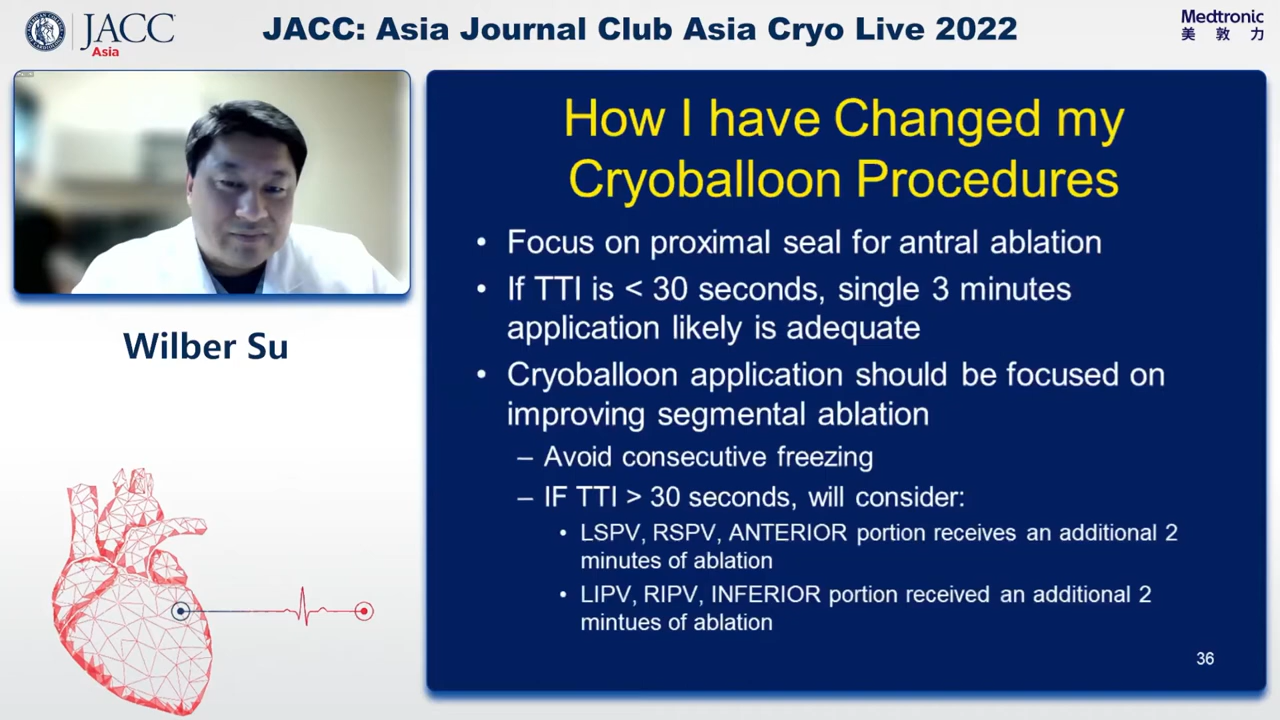 JACC
Asia
JACC: Asia Journal Club Asia Cryo Live 2022
Medtronic
美 敦 力
Wilber Su
How I have Changed my
Cryoballoon Procedures
• Focus on proximal seal for antral ablation
• If TTI is < 30 seconds, single 3 minutes
application likely is adequate
• Cryoballoon application should be focused on
improving segmental ablation
– Avoid consecutive freezing
– IF TTI > 30 seconds, will consider:
• LSPV, RSPV, ANTERIOR portion receives an additional 2
minutes of ablation
• LIPV, RIPV, INFERIOR portion received an additional 2
mintues of ablation
36